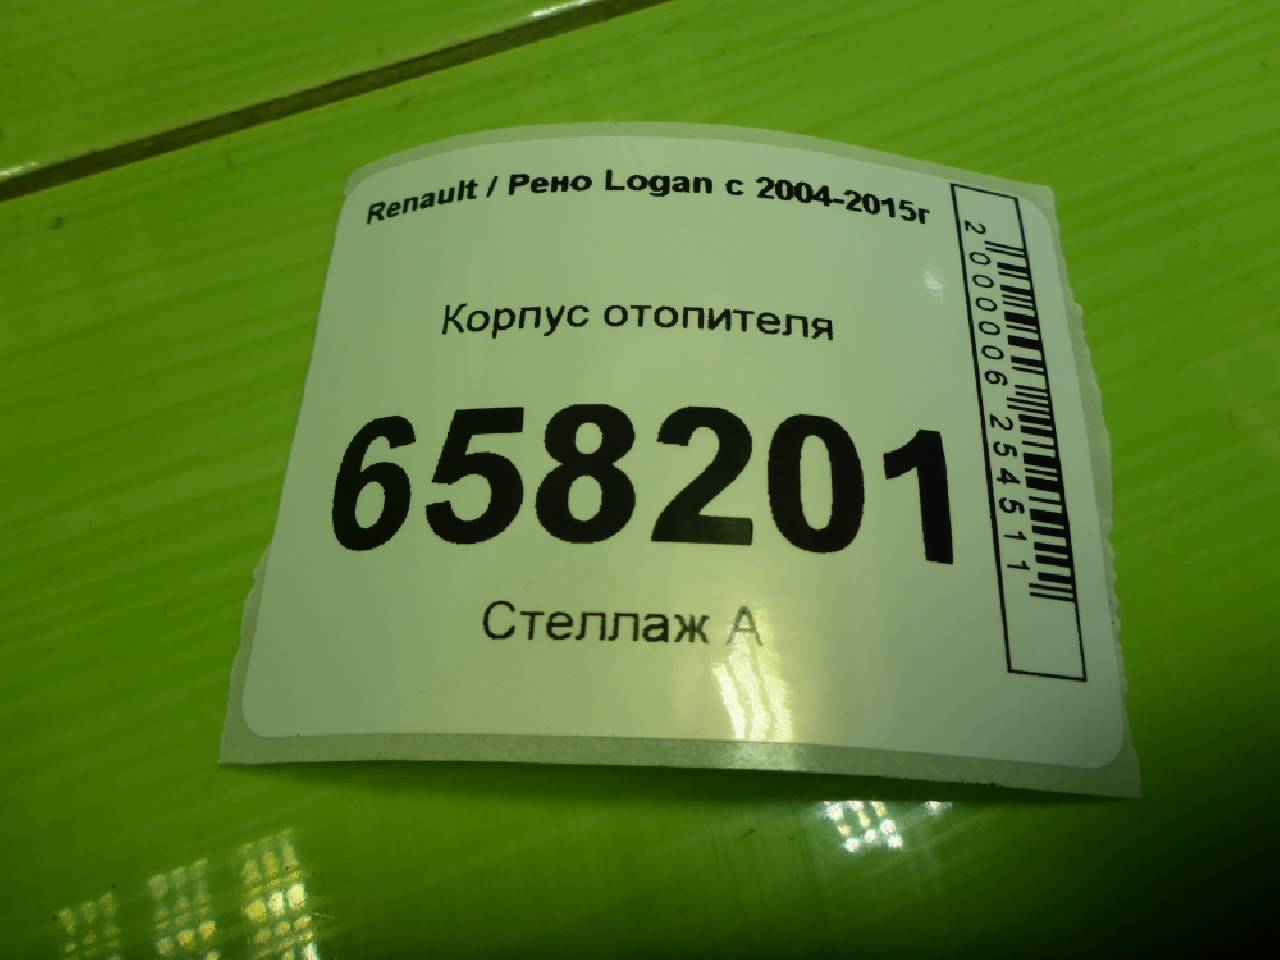 Renault / Рено Logan с 2004-2015г
Корпус отопителя
658201
Стеллаж А
2000006254511